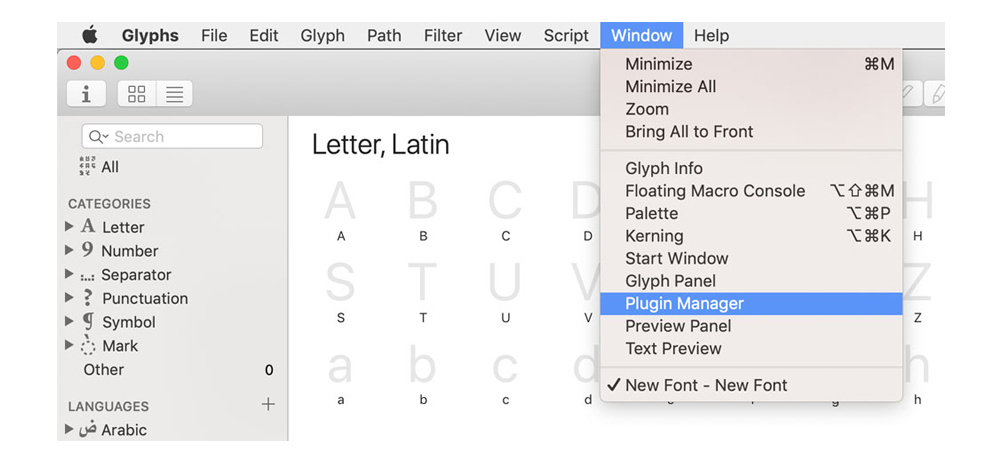 Glyphs File Edit Glyph Path Filter View Script Window Help
Minimize ⌘M
Minimize All
Zoom
Bring All to Front
Glyph Info
Floating Macro Console ⌥⇧⌘M
Palette ⌥⌘P
Kerning ⌥⌘K
Start Window
Glyph Panel
Plugin Manager
Preview Panel
Text Preview
✓ New Font - New Font
Search
All
CATEGORIES
A Letter
9 Number
Separator
? Punctuation
Symbol
Mark
Other 0
LANGUAGES +
ض Arabic
Letter, Latin
A B C D H
A B C D H
S T U V Z
S T U V Z
a b c d h
a b c d h